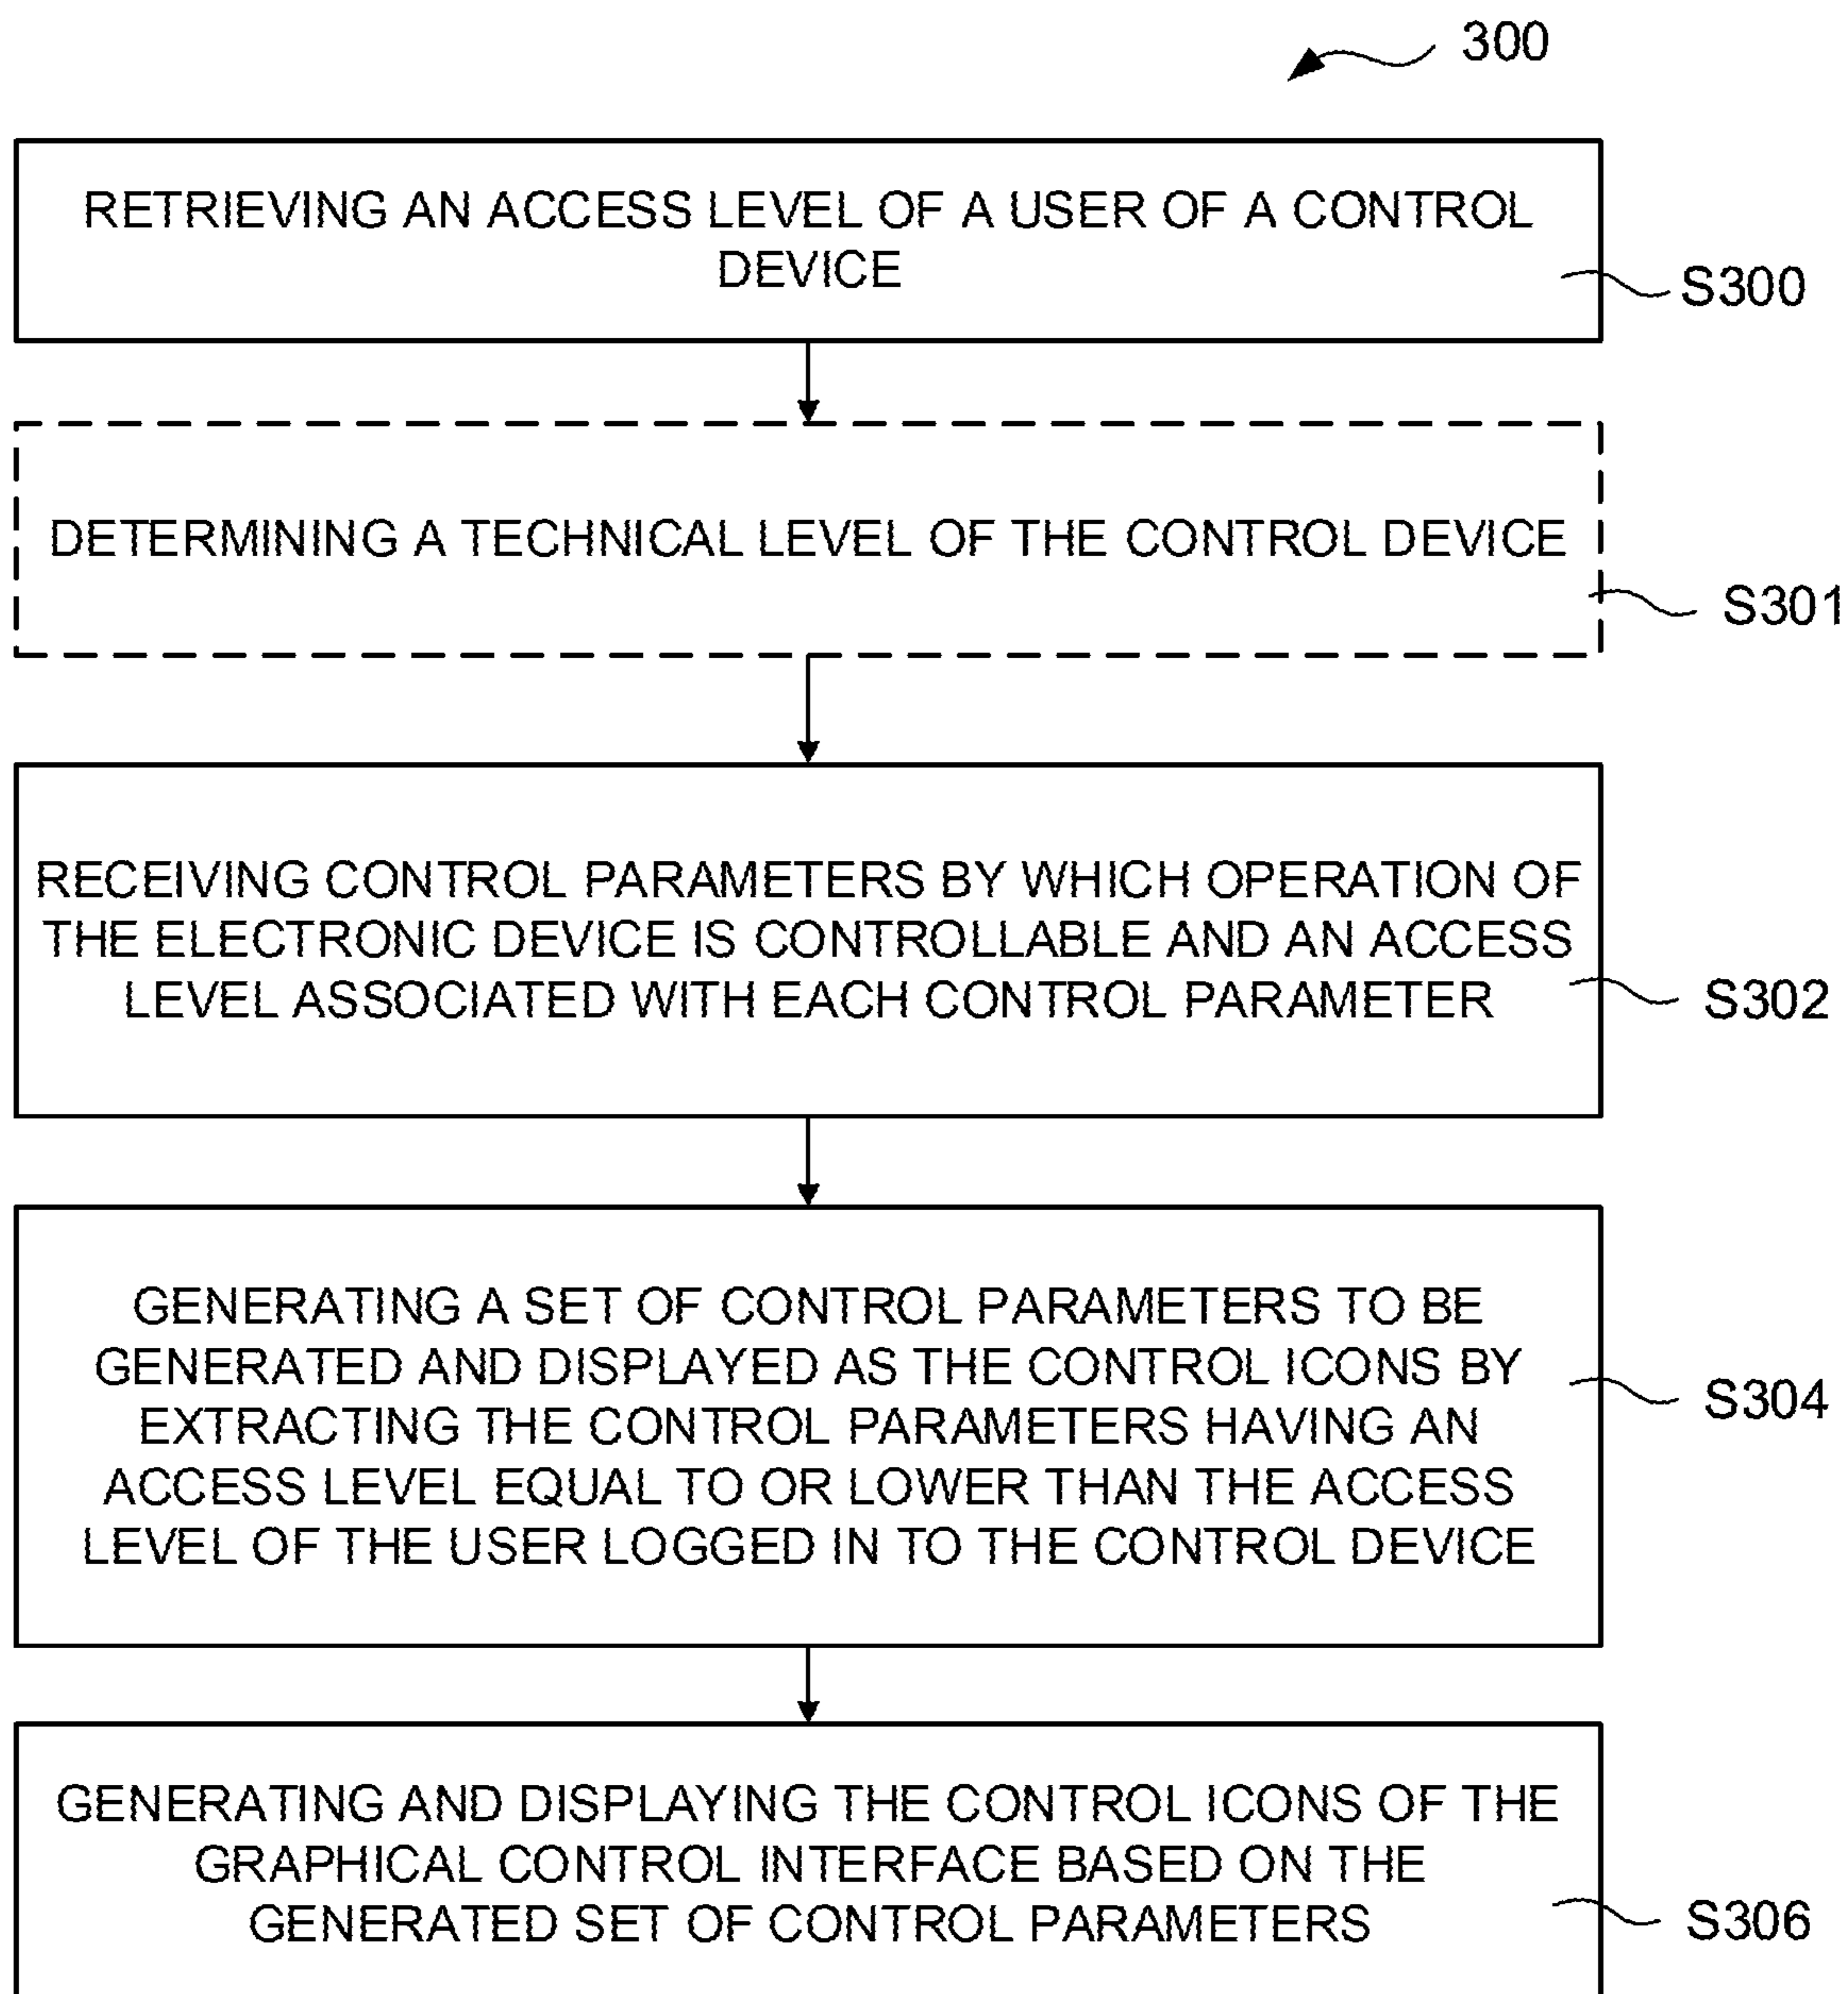 300
RETRIEVING AN ACCESS LEVEL OF A USER OF A CONTROL
DEVICE
S300
DETERMINING A TECHNICAL LEVEL OF THE CONTROL DEVICE
S301
RECEIVING CONTROL PARAMETERS BY WHICH OPERATION OF
THE ELECTRONIC DEVICE IS CONTROLLABLE AND AN ACCESS
LEVEL ASSOCIATED WITH EACH CONTROL PARAMETER
S302
GENERATING A SET OF CONTROL PARAMETERS TO BE
GENERATED AND DISPLAYED AS THE CONTROL ICONS BY
EXTRACTING THE CONTROL PARAMETERS HAVING AN
ACCESS LEVEL EQUAL TO OR LOWER THAN THE ACCESS
LEVEL OF THE USER LOGGED IN TO THE CONTROL DEVICE
S304
GENERATING AND DISPLAYING THE CONTROL ICONS OF THE
GRAPHICAL CONTROL INTERFACE BASED ON THE
GENERATED SET OF CONTROL PARAMETERS
S306